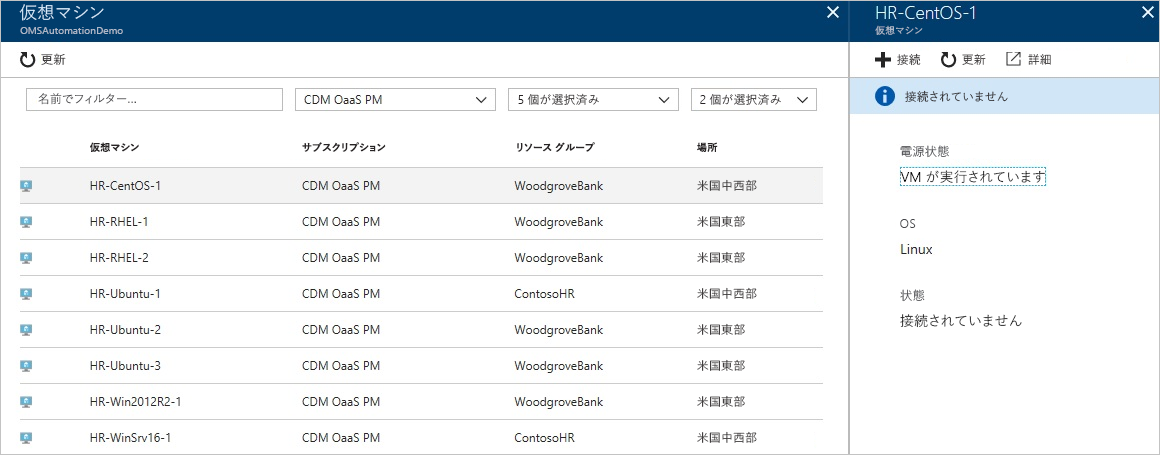 仮想マシン
OMSAutomationDemo
更新
名前でフィルター... CDM OaaS PM 5 個が選択済み 2 個が選択済み
仮想マシン サブスクリプション リソース グループ 場所
HR-CentOS-1 CDM OaaS PM WoodgroveBank 米国中西部
HR-RHEL-1 CDM OaaS PM WoodgroveBank 米国東部
HR-RHEL-2 CDM OaaS PM WoodgroveBank 米国東部
HR-Ubuntu-1 CDM OaaS PM ContosoHR 米国中西部
HR-Ubuntu-2 CDM OaaS PM WoodgroveBank 米国東部
HR-Ubuntu-3 CDM OaaS PM WoodgroveBank 米国東部
HR-Win2012R2-1 CDM OaaS PM WoodgroveBank 米国東部
HR-WinSrv16-1 CDM OaaS PM ContosoHR 米国中西部
HR-CentOS-1
仮想マシン
接続 更新 詳細
接続されていません
電源状態
VM が実行されています
OS
Linux
状態
接続されていません